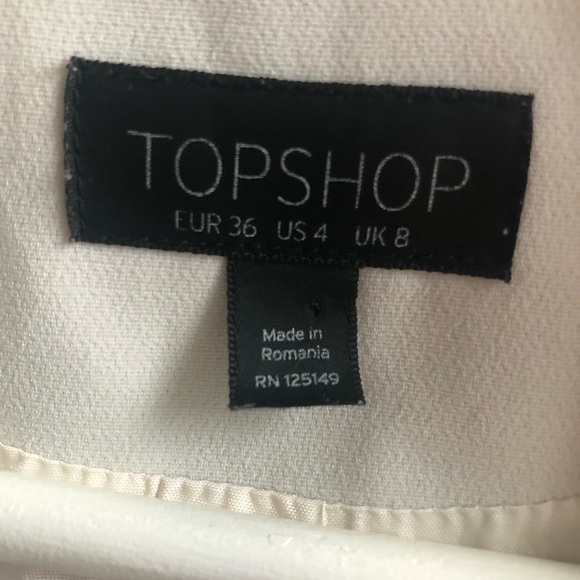 TOPSHOP
EUR 36 US 4 UK 8
Made in
Romania
RN 125149